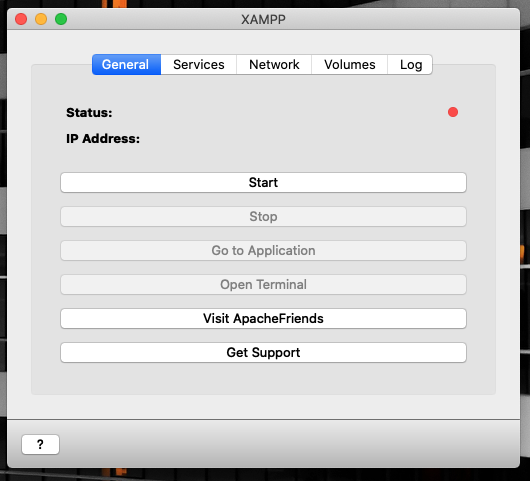 XAMPP
General Services Network Volumes Log
Status:
IP Address:
Start
Stop
Go to Application
Open Terminal
Visit ApacheFriends
Get Support
?